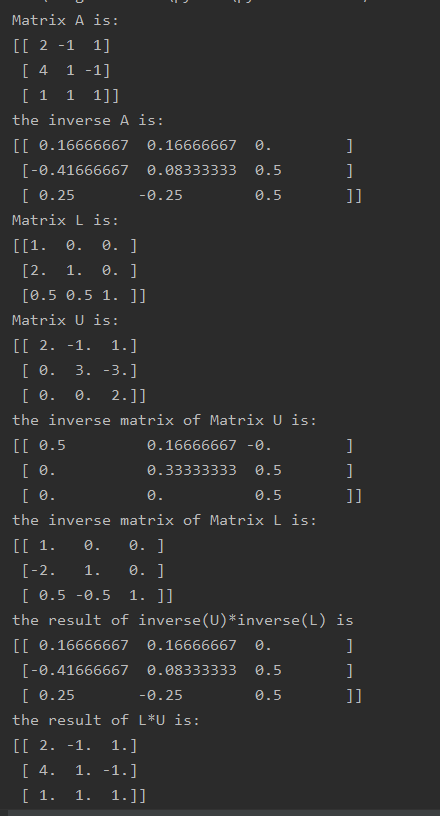 Matrix A is:
[[ 2 -1  1]
 [ 4  1 -1]
 [ 1  1  1]]
the inverse A is:
[[ 0.16666667  0.16666667  0.        ]
 [-0.41666667  0.08333333  0.5       ]
 [ 0.25       -0.25        0.5       ]]
Matrix L is:
[[1.  0.  0. ]
 [2.  1.  0. ]
 [0.5 0.5 1. ]]
Matrix U is:
[[ 2. -1.  1.]
 [ 0.  3. -3.]
 [ 0.  0.  2.]]
the inverse matrix of Matrix U is:
[[ 0.5         0.16666667 -0.        ]
 [ 0.          0.33333333  0.5       ]
 [ 0.          0.          0.5       ]]
the inverse matrix of Matrix L is:
[[ 1.   0.   0. ]
 [-2.   1.   0. ]
 [ 0.5 -0.5  1. ]]
the result of inverse(U)*inverse(L) is
[[ 0.16666667  0.16666667  0.        ]
 [-0.41666667  0.08333333  0.5       ]
 [ 0.25       -0.25        0.5       ]]
the result of L*U is:
[[ 2. -1.  1.]
 [ 4.  1. -1.]
 [ 1.  1.  1.]]